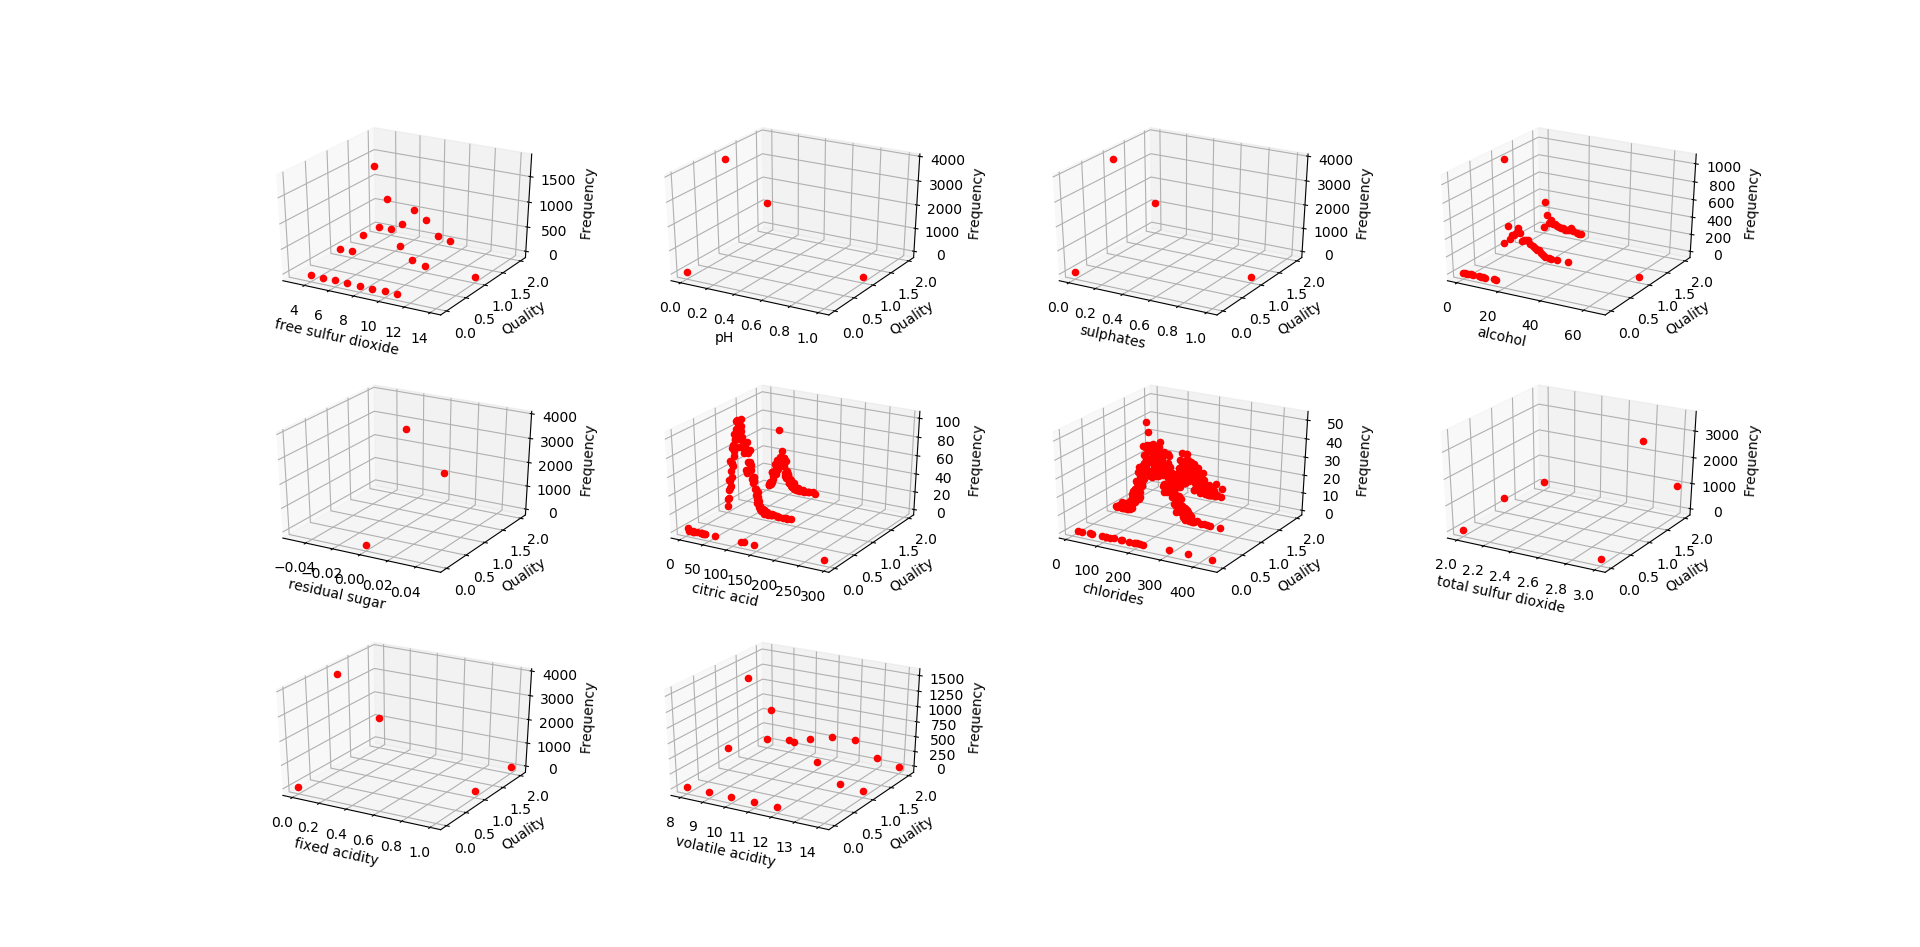 1500
1000
500
0
Frequency
4 6 8 10 12 14
free sulfur dioxide
0.0 0.5 1.0 1.5 2.0
Quality
4000
3000
2000
1000
0
Frequency
0.0 0.2 0.4 0.6 0.8 1.0
pH
0.0 0.5 1.0 1.5 2.0
Quality
4000
3000
2000
1000
0
Frequency
0.0 0.2 0.4 0.6 0.8 1.0
sulphates
0.0 0.5 1.0 1.5 2.0
Quality
1000
800
600
400
200
0
Frequency
0 20 40 60
alcohol
0.0 0.5 1.0 1.5 2.0
Quality
4000
3000
2000
1000
0
Frequency
−0.04 −0.02 0.00 0.02 0.04
residual sugar
0.0 0.5 1.0 1.5 2.0
Quality
100
80
60
40
20
0
Frequency
0 50 100 150 200 250 300
citric acid
0.0 0.5 1.0 1.5 2.0
Quality
50
40
30
20
10
0
Frequency
0 100 200 300 400
chlorides
0.0 0.5 1.0 1.5 2.0
Quality
3000
2000
1000
0
Frequency
2.0 2.2 2.4 2.6 2.8 3.0
total sulfur dioxide
0.0 0.5 1.0 1.5 2.0
Quality
4000
3000
2000
1000
0
Frequency
0.0 0.2 0.4 0.6 0.8 1.0
fixed acidity
0.0 0.5 1.0 1.5 2.0
Quality
1500
1250
1000
750
500
250
0
Frequency
8 9 10 11 12 13 14
volatile acidity
0.0 0.5 1.0 1.5 2.0
Quality